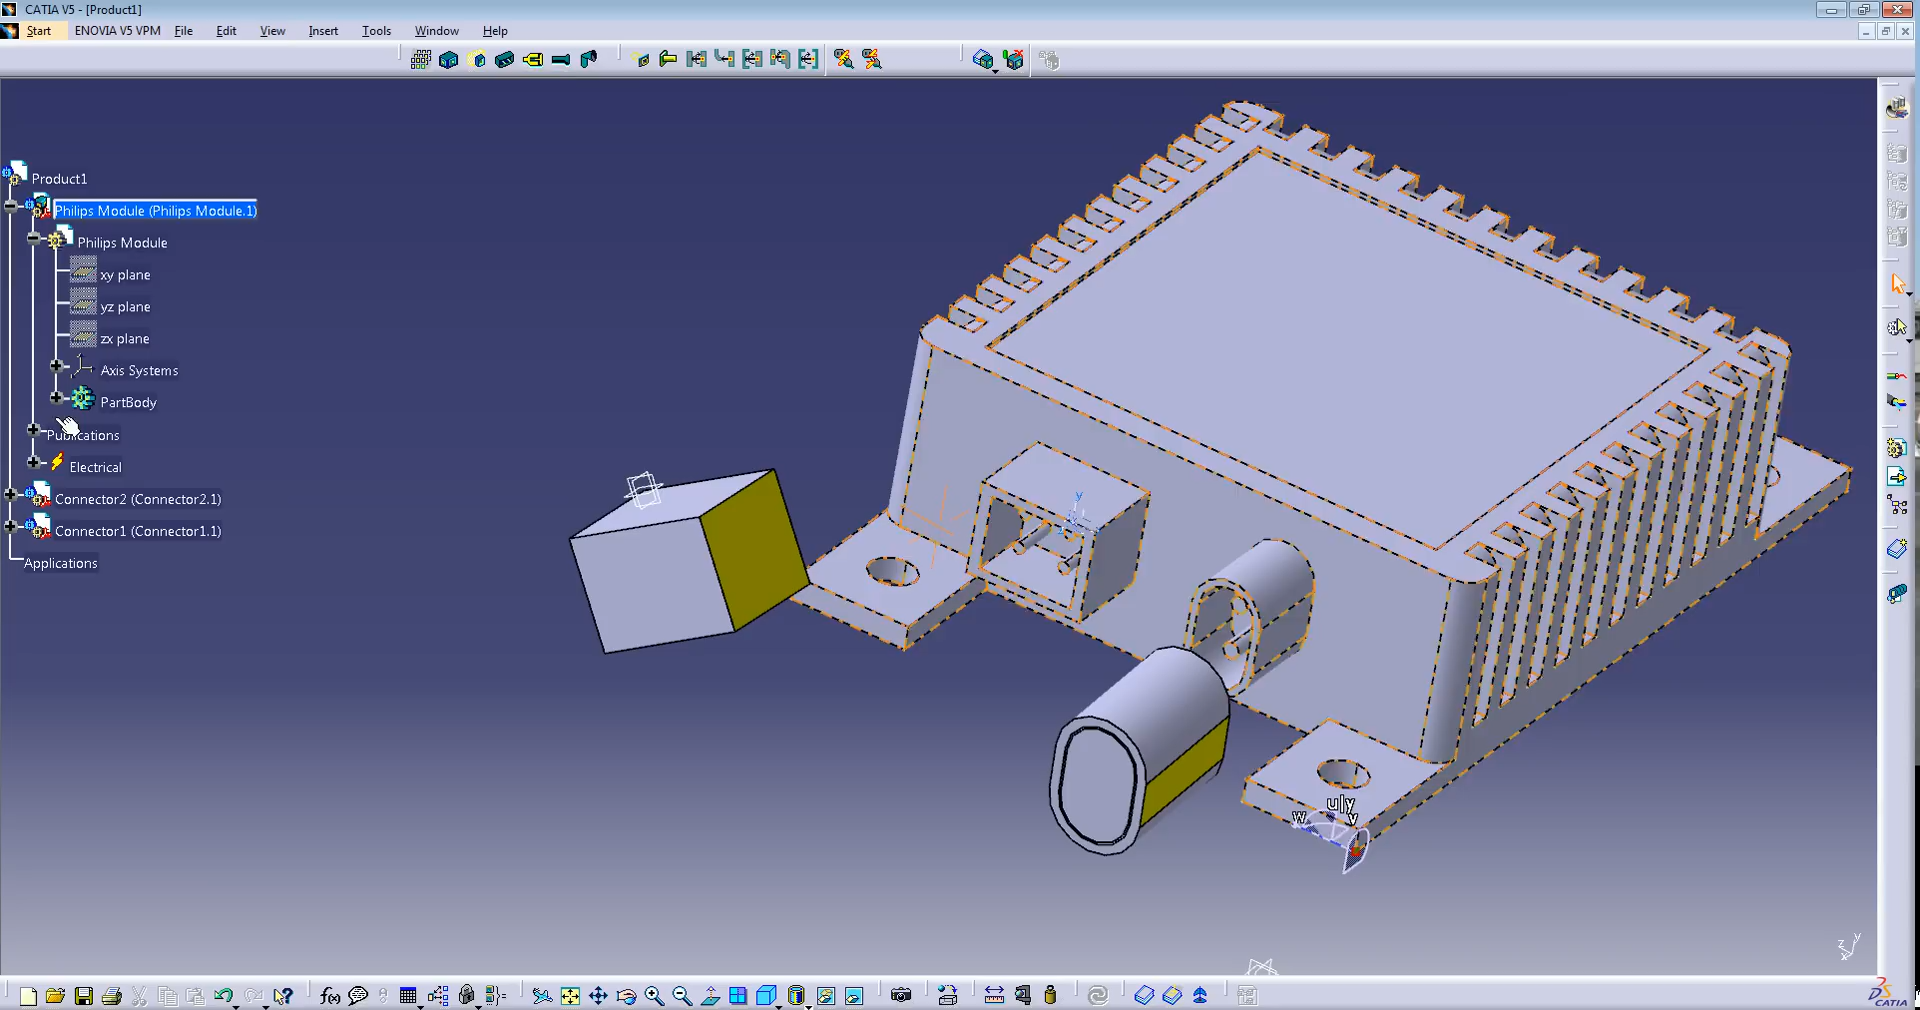 CATIA V5 - [Product1]
Start ENOVIA V5 VPM File Edit View Insert Tools Window Help
Product1
Philips Module (Philips Module.1)
Philips Module
xy plane
yz plane
zx plane
Axis Systems
PartBody
Publications
Electrical
Connector2 (Connector2.1)
Connector1 (Connector1.1)
Applications
y
u|y
w
v
z y
x
f(x)
DS
CATIA